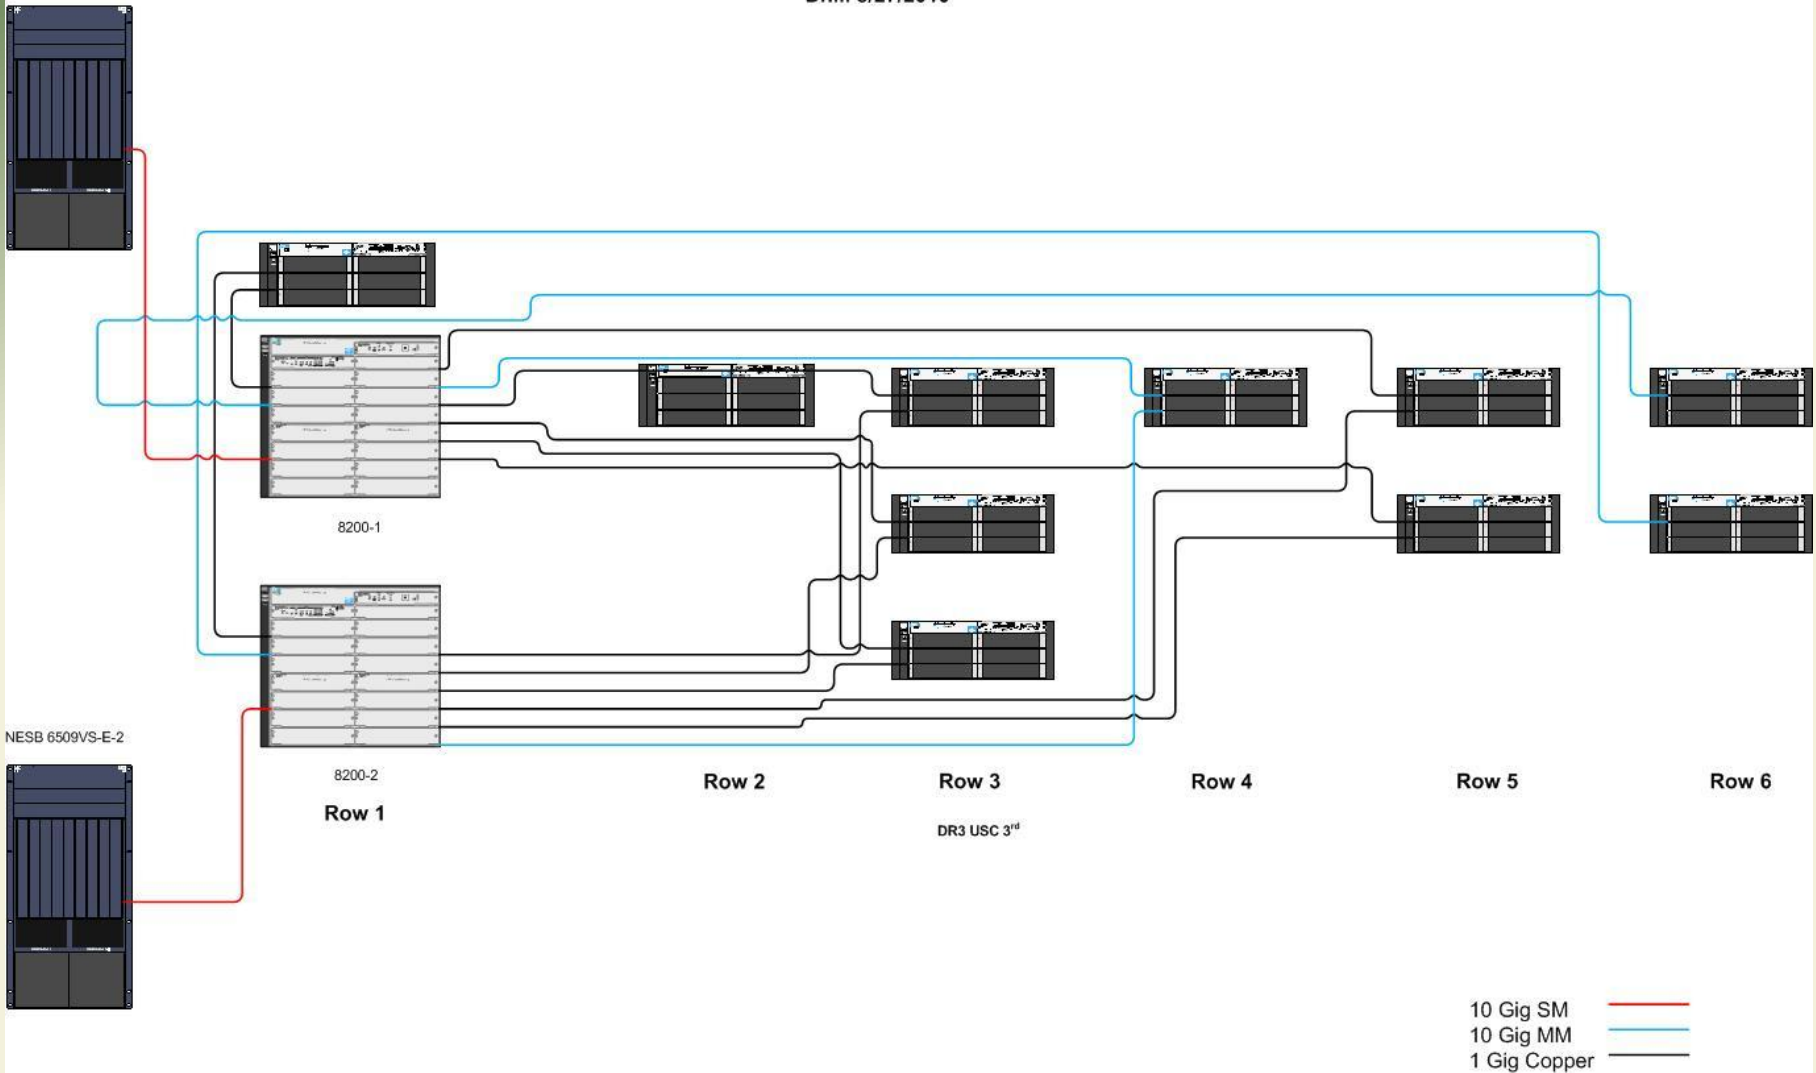 8200-1
NESB 6509VS-E-2
8200-2
Row 1
Row 2
Row 3
Row 4
Row 5
Row 6
DR3 USC 3rd
10 Gig SM
10 Gig MM
1 Gig Copper